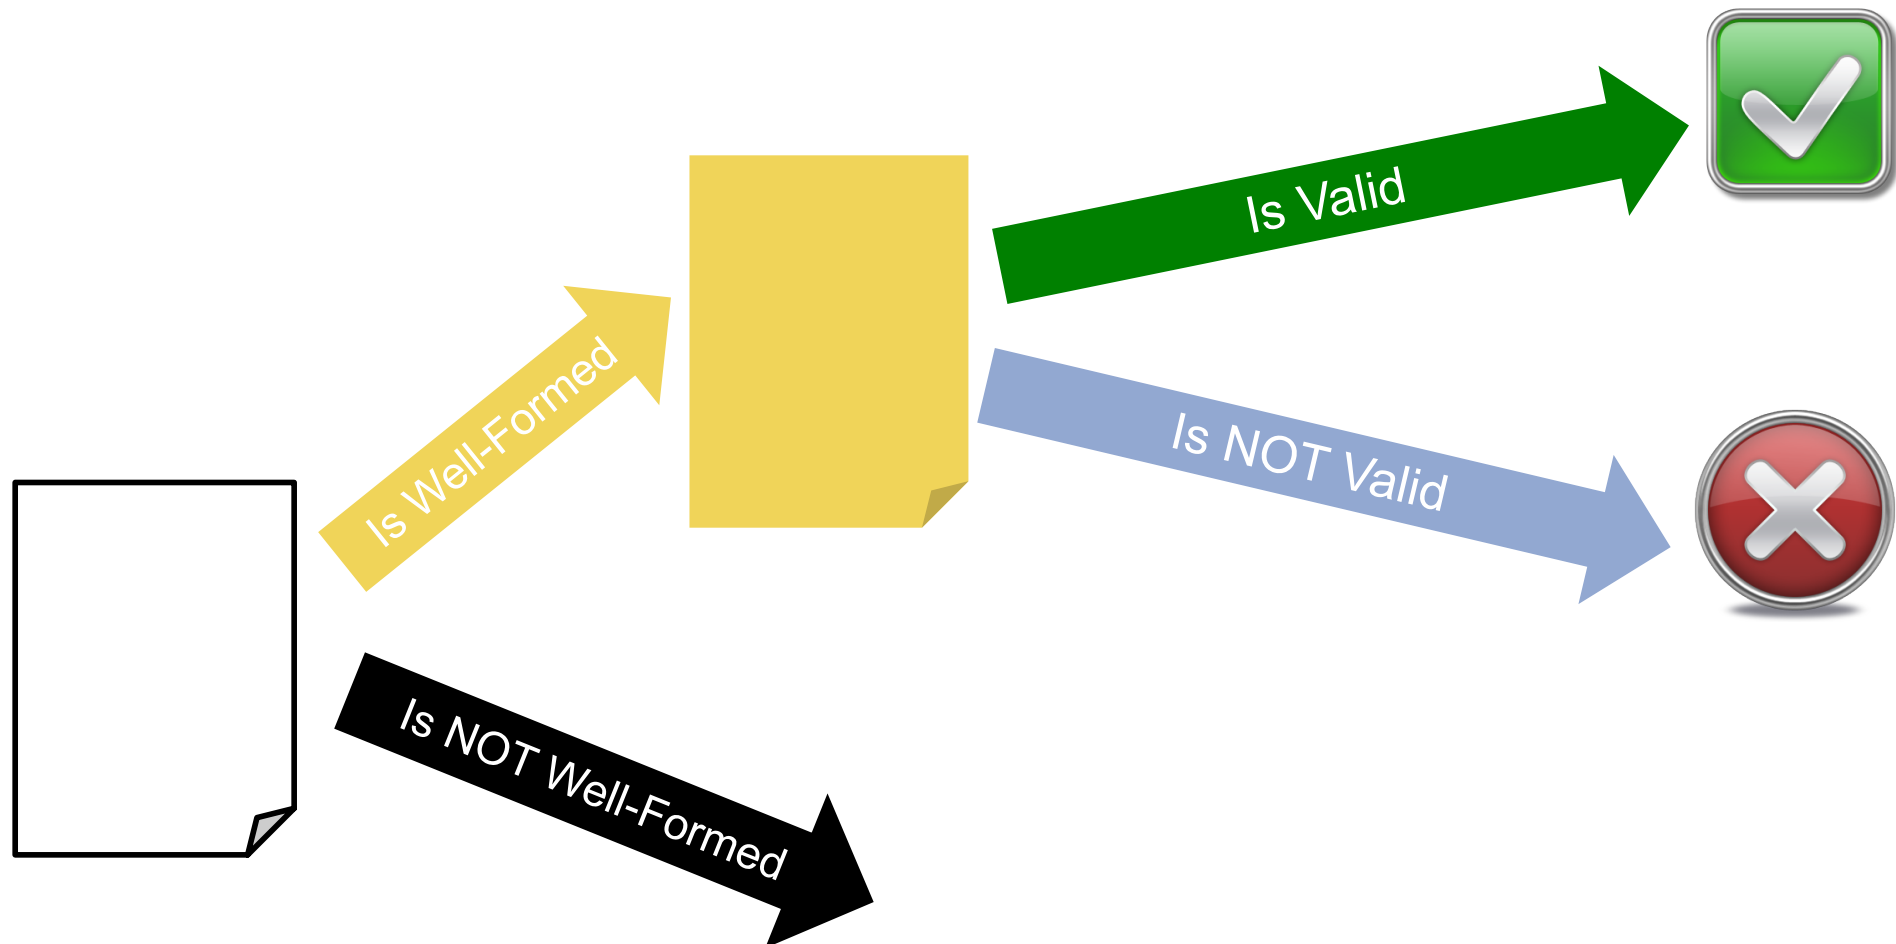 Is Valid
Is Well-Formed
Is NOT Valid
Is NOT Well-Formed